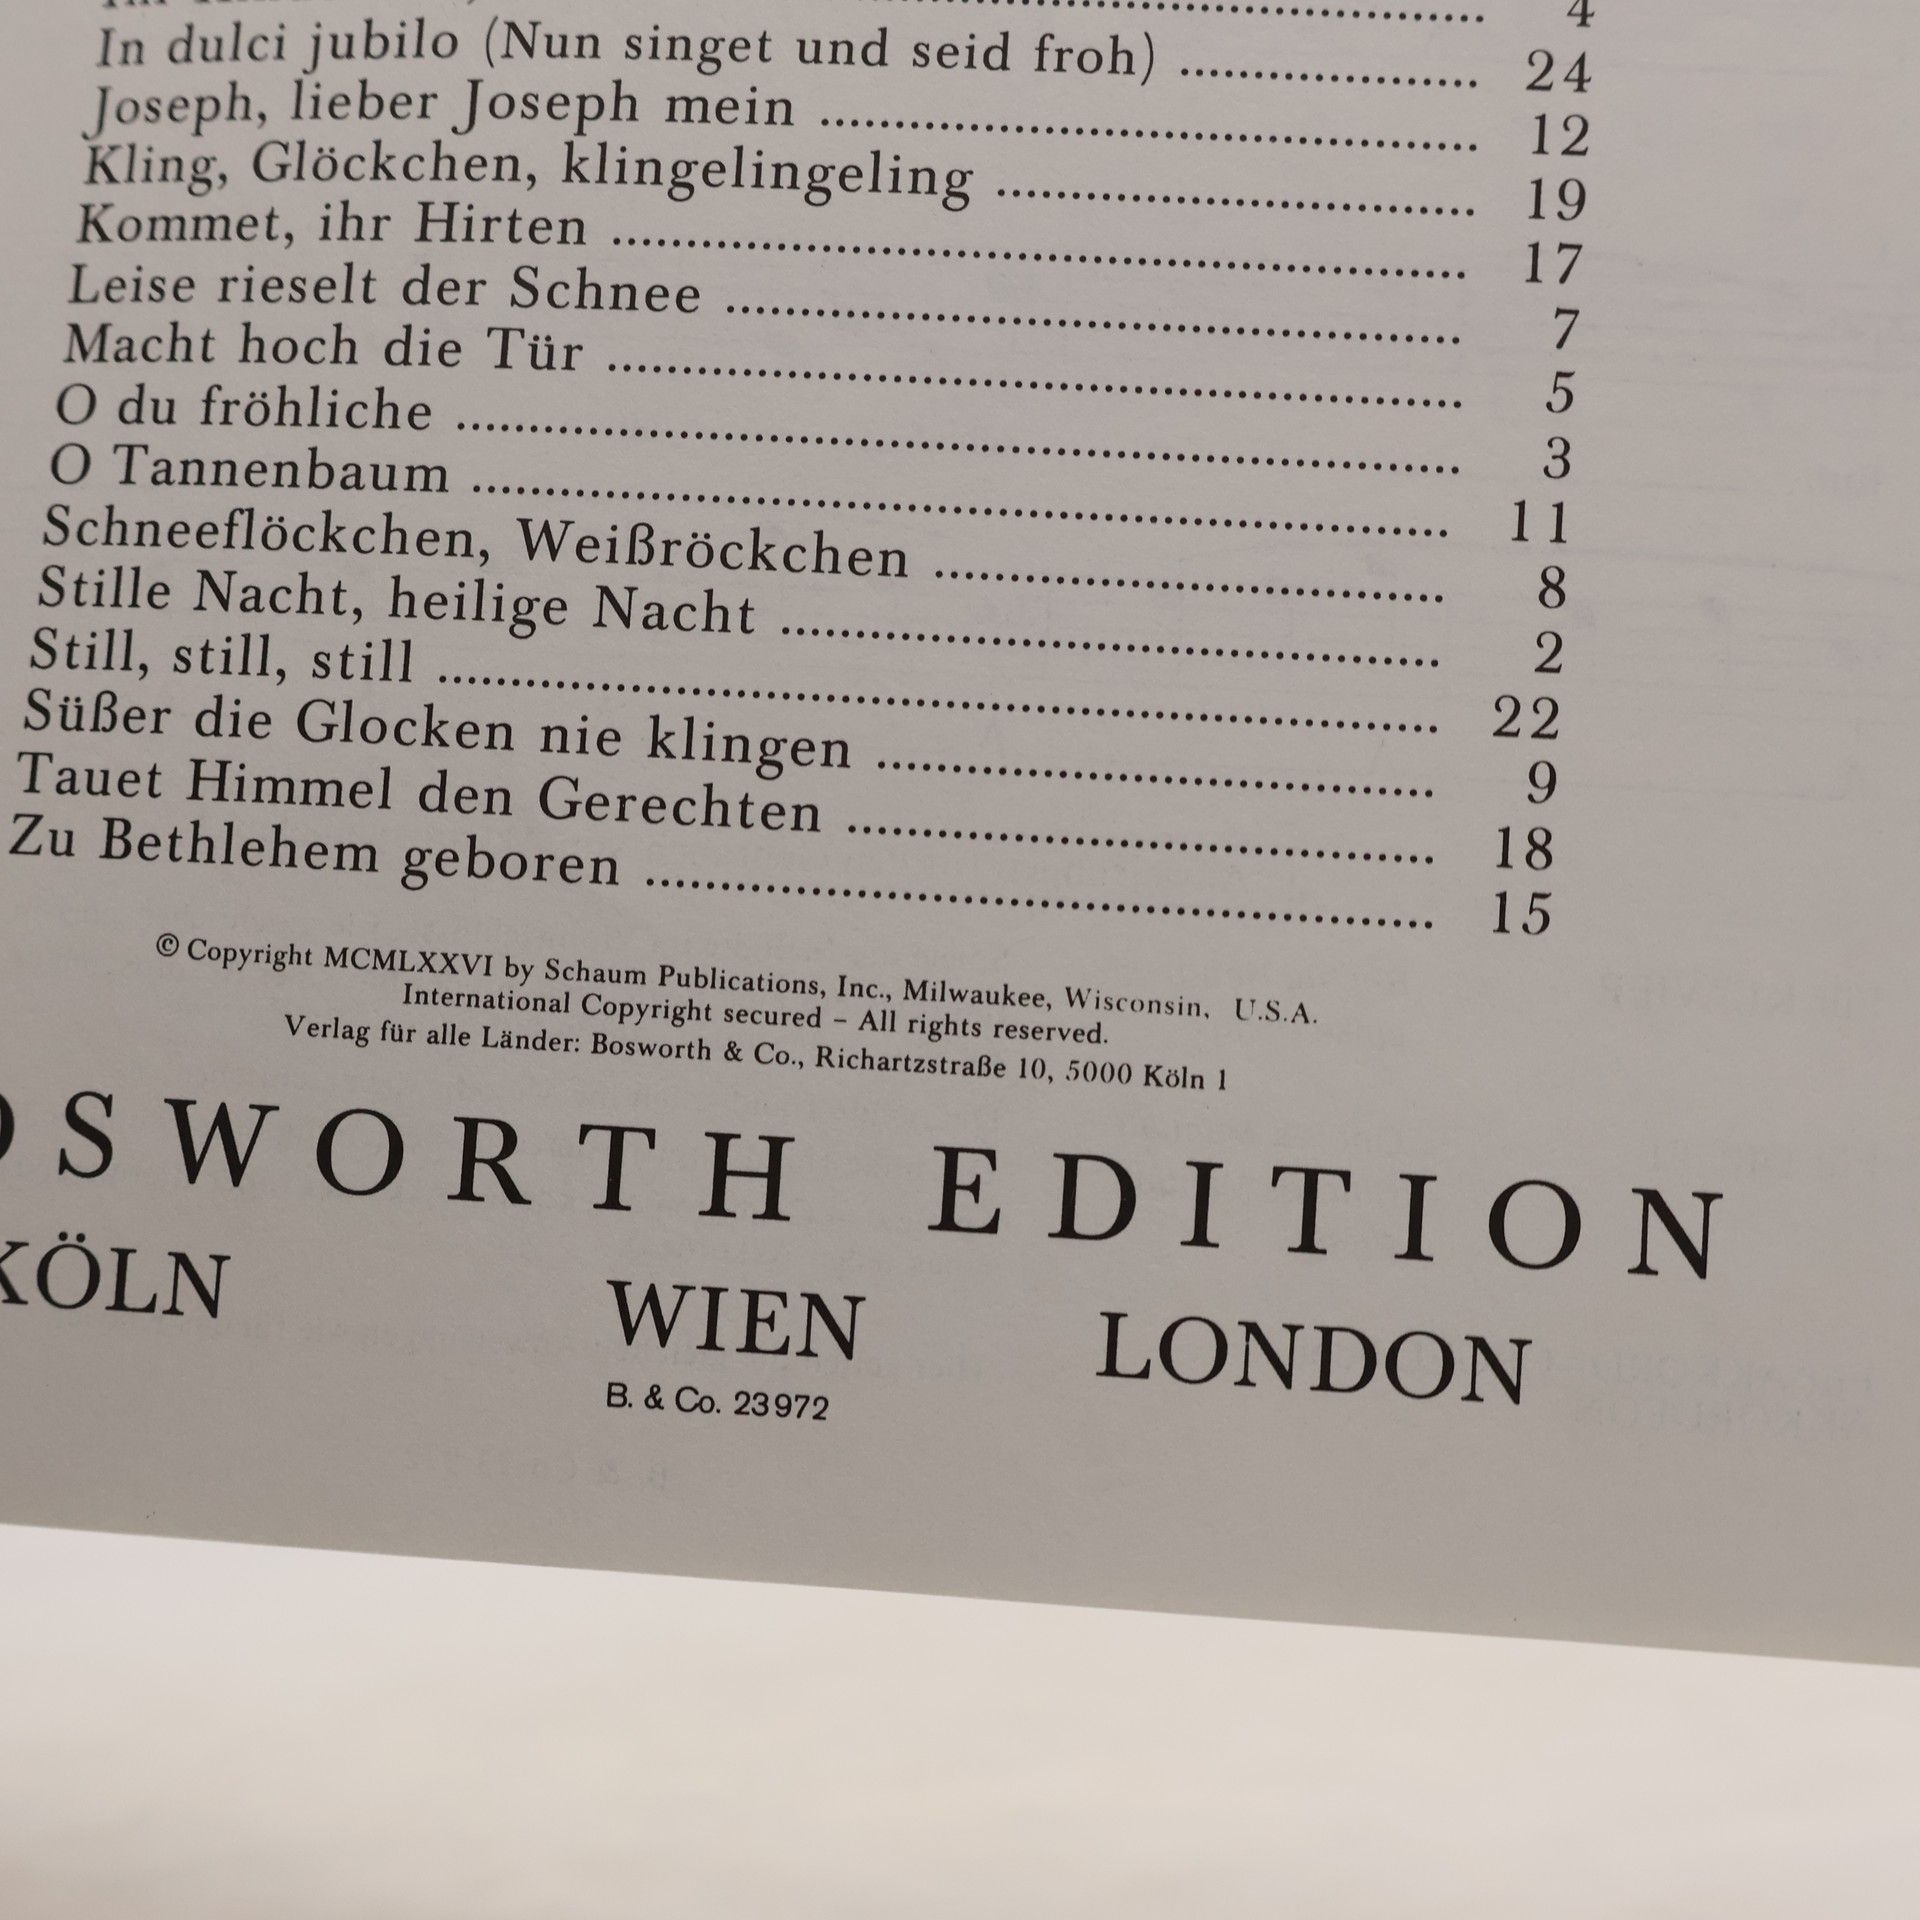 4
In dulci jubilo (Nun singet und seid froh) .................... 24
Joseph, lieber Joseph mein ............................................ 12
Kling, Glöckchen, klingelingeling ................................ 19
Kommet, ihr Hirten ......................................................... 17
Leise rieselt der Schnee ................................................. 7
Macht hoch die Tür ......................................................... 5
O du fröhliche ................................................................... 3
O Tannenbaum ................................................................. 11
Schneeflöckchen, Weißröckchen .................................. 8
Stille Nacht, heilige Nacht ............................................ 2
Still, still, still ................................................................... 22
Süßer die Glocken nie klingen ..................................... 9
Tauet Himmel den Gerechten ....................................... 18
Zu Bethlehem geboren .................................................... 15
© Copyright MCMLXXVI by Schaum Publications, Inc., Milwaukee, Wisconsin, U.S.A.
International Copyright secured – All rights reserved.
Verlag für alle Länder: Bosworth & Co., Richartzstraße 10, 5000 Köln 1
OSWORTH EDITION
KÖLN WIEN LONDON
B. & Co. 23972